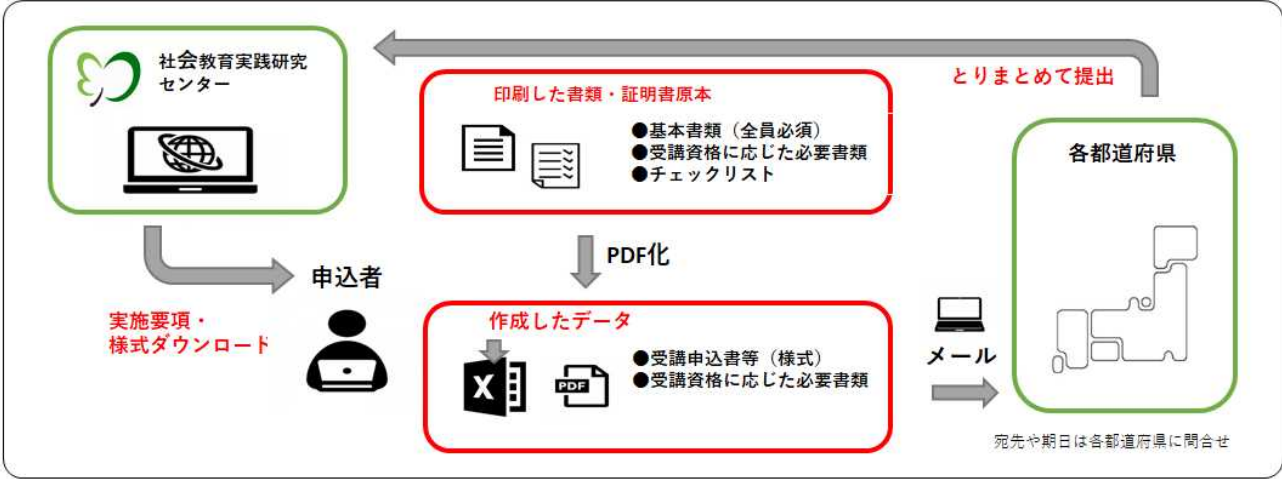 社会教育実践研究
センター
とりまとめて提出
印刷した書類・証明書原本
●基本書類（全員必須）
●受講資格に応じた必要書類
●チェックリスト
各都道府県
PDF化
申込者
実施要項・
様式ダウンロード
作成したデータ
●受講申込書等（様式）
●受講資格に応じた必要書類
X
PDF
メール
宛先や期日は各都道府県に問合せ